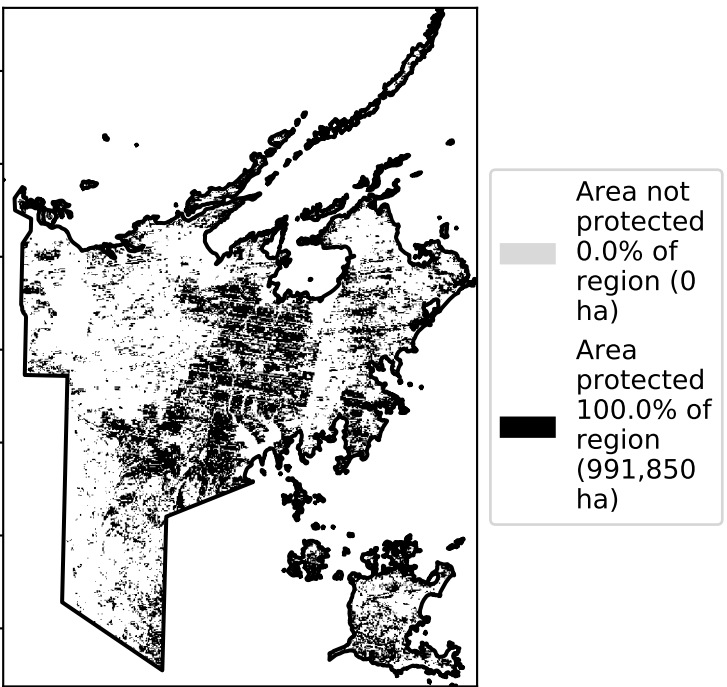 Area not
protected
0.0% of
region (0
ha)
Area
protected
100.0% of
region
(991,850
ha)